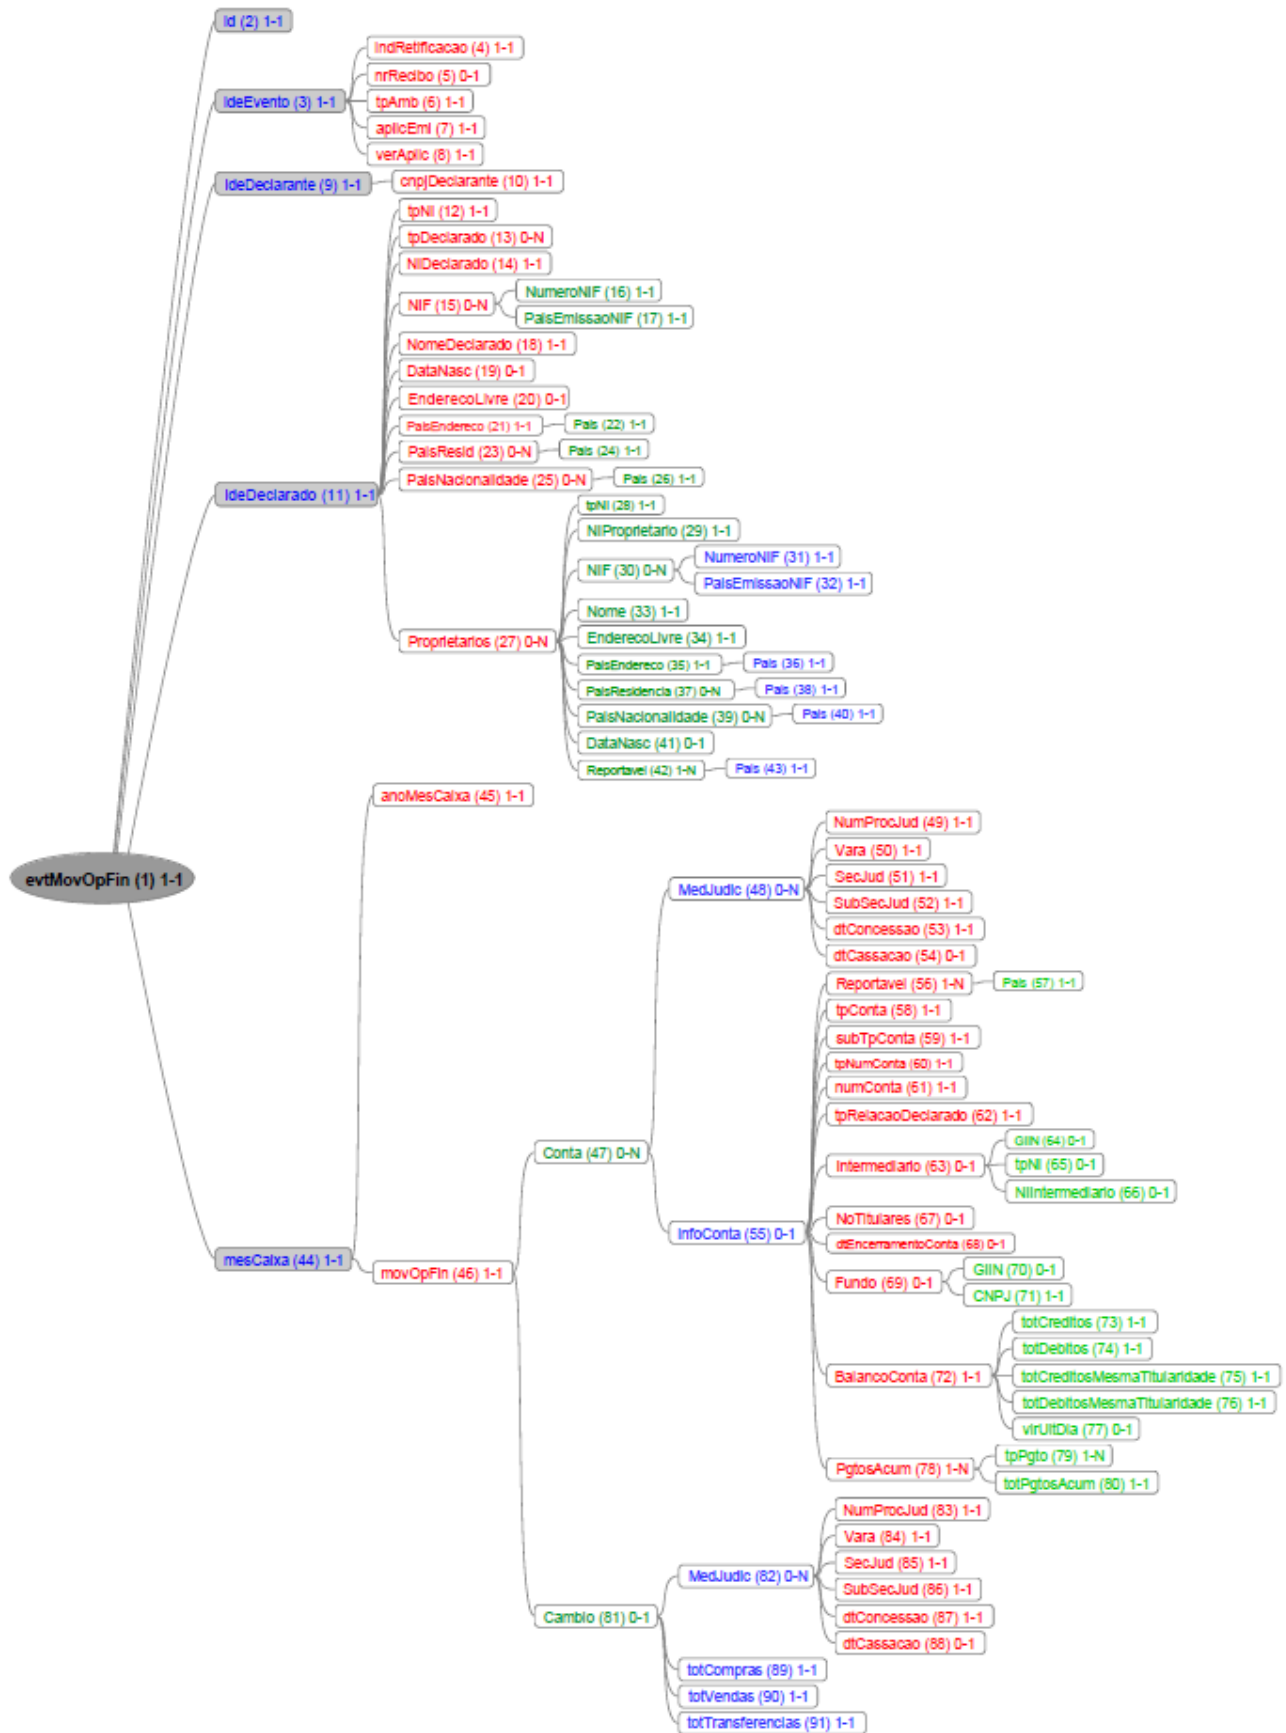 Id (2) 1-1
indRetificacao (4) 1-1
nrRecibo (5) 0-1
ideEvento (3) 1-1
tpAmb (6) 1-1
aplicEmi (7) 1-1
verAplic (8) 1-1
ideDeclarante (9) 1-1
cnpjDeclarante (10) 1-1
tpNI (12) 1-1
tpDeclarado (13) 0-N
NIDeclarado (14) 1-1
NIF (15) 0-N
NumeroNIF (16) 1-1
PaisEmissaoNIF (17) 1-1
NomeDeclarado (18) 1-1
DataNasc (19) 0-1
EnderecoLivre (20) 0-1
PaisEndereco (21) 1-1
Pais (22) 1-1
PaisResid (23) 0-N
Pais (24) 1-1
PaisNacionalidade (25) 0-N
Pais (26) 1-1
ideDeclarado (11) 1-1
tpNI (28) 1-1
NIProprietario (29) 1-1
NIF (30) 0-N
NumeroNIF (31) 1-1
PaisEmissaoNIF (32) 1-1
Nome (33) 1-1
EnderecoLivre (34) 1-1
Proprietarios (27) 0-N
PaisEndereco (35) 1-1
Pais (36) 1-1
PaisResidencia (37) 0-N
Pais (38) 1-1
PaisNacionalidade (39) 0-N
Pais (40) 1-1
DataNasc (41) 0-1
Reportavel (42) 1-N
Pais (43) 1-1
anoMesCaixa (45) 1-1
evtMovOpFin (1) 1-1
NumProcJud (49) 1-1
Vara (50) 1-1
SecJud (51) 1-1
MedJudic (48) 0-N
SubSecJud (52) 1-1
dtConcessao (53) 1-1
dtCassacao (54) 0-1
Reportavel (56) 1-N
Pais (57) 1-1
tpConta (58) 1-1
subTpConta (59) 1-1
tpNumConta (60) 1-1
numConta (61) 1-1
tpRelacaoDeclarado (62) 1-1
Conta (47) 0-N
Intermediario (63) 0-1
GIIN (64) 0-1
tpNI (65) 0-1
NIIntermediario (66) 0-1
infoConta (55) 0-1
NoTitulares (67) 0-1
dtEncerramentoConta (68) 0-1
mesCaixa (44) 1-1
movOpFin (46) 1-1
Fundo (69) 0-1
GIIN (70) 0-1
CNPJ (71) 1-1
totCreditos (73) 1-1
totDebitos (74) 1-1
BalancoConta (72) 1-1
totCreditosMesmaTitularidade (75) 1-1
totDebitosMesmaTitularidade (76) 1-1
vlrUltDia (77) 0-1
PgtosAcum (78) 1-N
tpPgto (79) 1-N
totPgtosAcum (80) 1-1
NumProcJud (83) 1-1
Vara (84) 1-1
SecJud (85) 1-1
MedJudic (82) 0-N
SubSecJud (86) 1-1
dtConcessao (87) 1-1
dtCassacao (88) 0-1
Cambio (81) 0-1
totCompras (89) 1-1
totVendas (90) 1-1
totTransferencias (91) 1-1